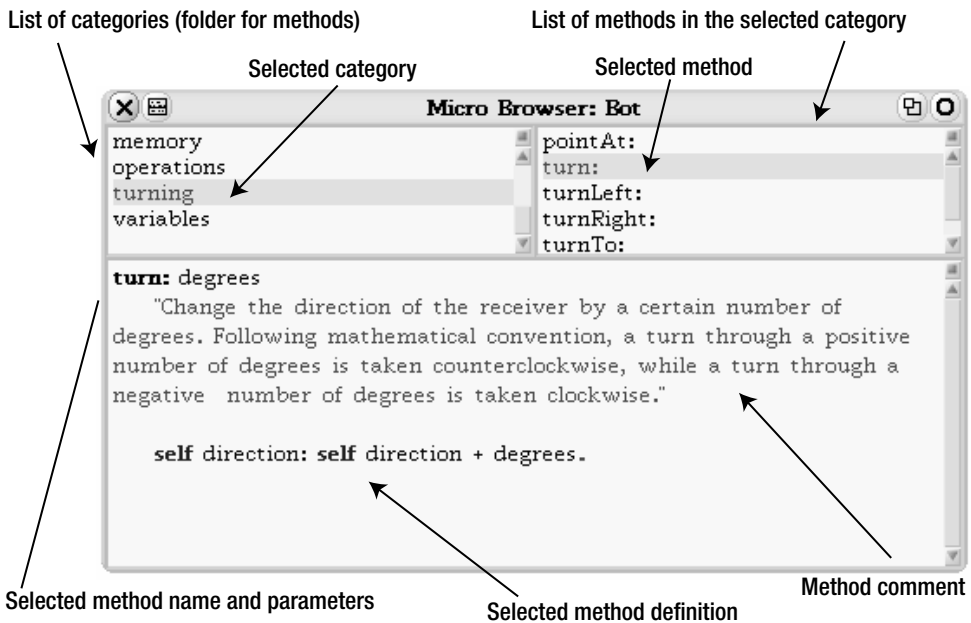 List of categories (folder for methods)
List of methods in the selected category
Selected category
Selected method
Micro Browser: Bot
memory
operations
turning
variables
pointAt:
turn:
turnLeft:
turnRight:
turnTo:
turn: degrees
"Change the direction of the receiver by a certain number of
degrees. Following mathematical convention, a turn through a positive
number of degrees is taken counterclockwise, while a turn through a
negative  number of degrees is taken clockwise."
self direction: self direction + degrees.
Selected method name and parameters
Selected method definition
Method comment